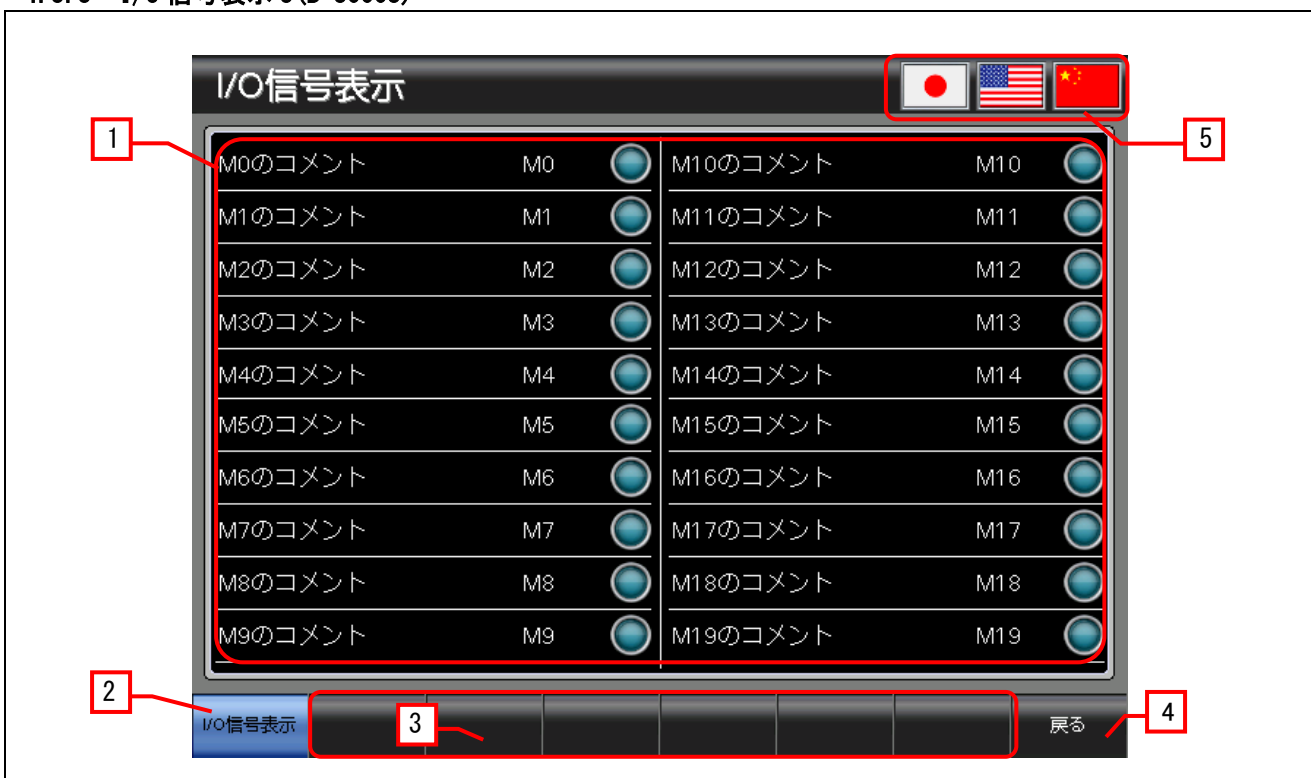 I/O信号表示
1
5
M0のコメント M0 M10のコメント M10
M1のコメント M1 M11のコメント M11
M2のコメント M2 M12のコメント M12
M3のコメント M3 M13のコメント M13
M4のコメント M4 M14のコメント M14
M5のコメント M5 M15のコメント M15
M6のコメント M6 M16のコメント M16
M7のコメント M7 M17のコメント M17
M8のコメント M8 M18のコメント M18
M9のコメント M9 M19のコメント M19
2
I/O信号表示
3
戻る
4